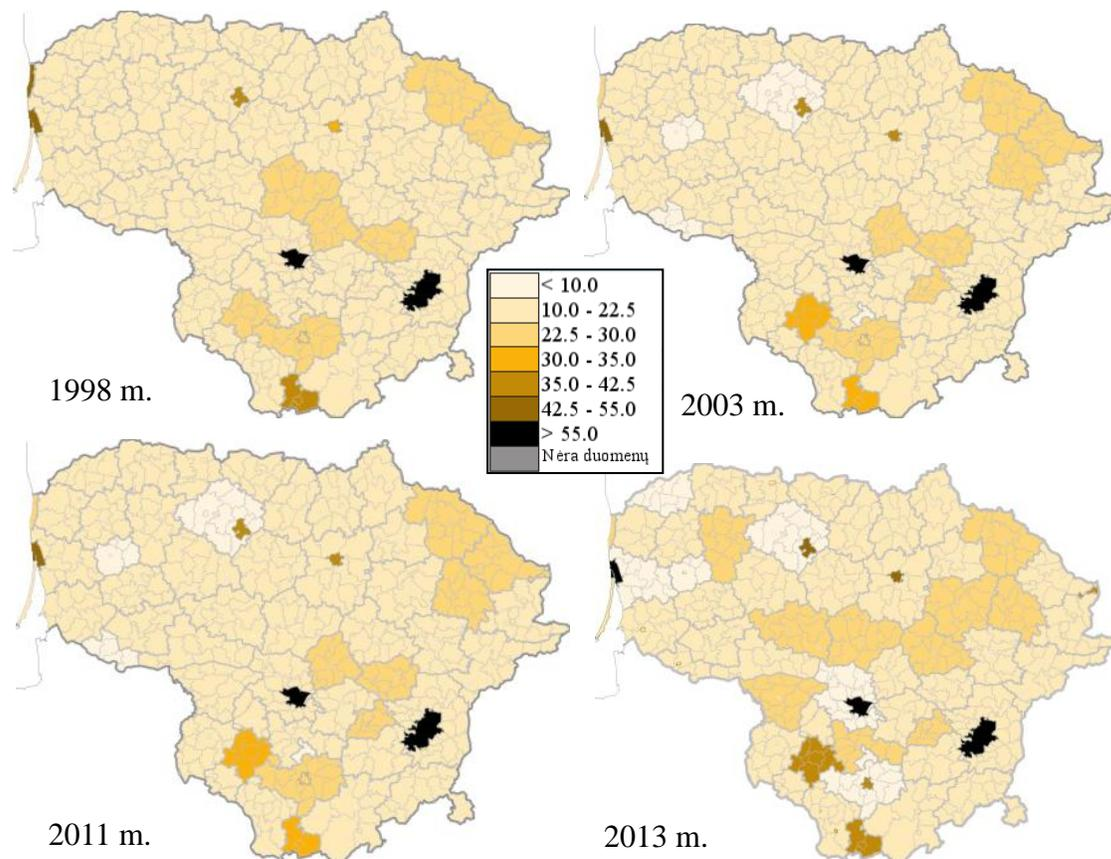 1998 m.
2003 m.
< 10.0
10.0 - 22.5
22.5 - 30.0
30.0 - 35.0
35.0 - 42.5
42.5 - 55.0
> 55.0
Nėra duomenų
2011 m.
2013 m.